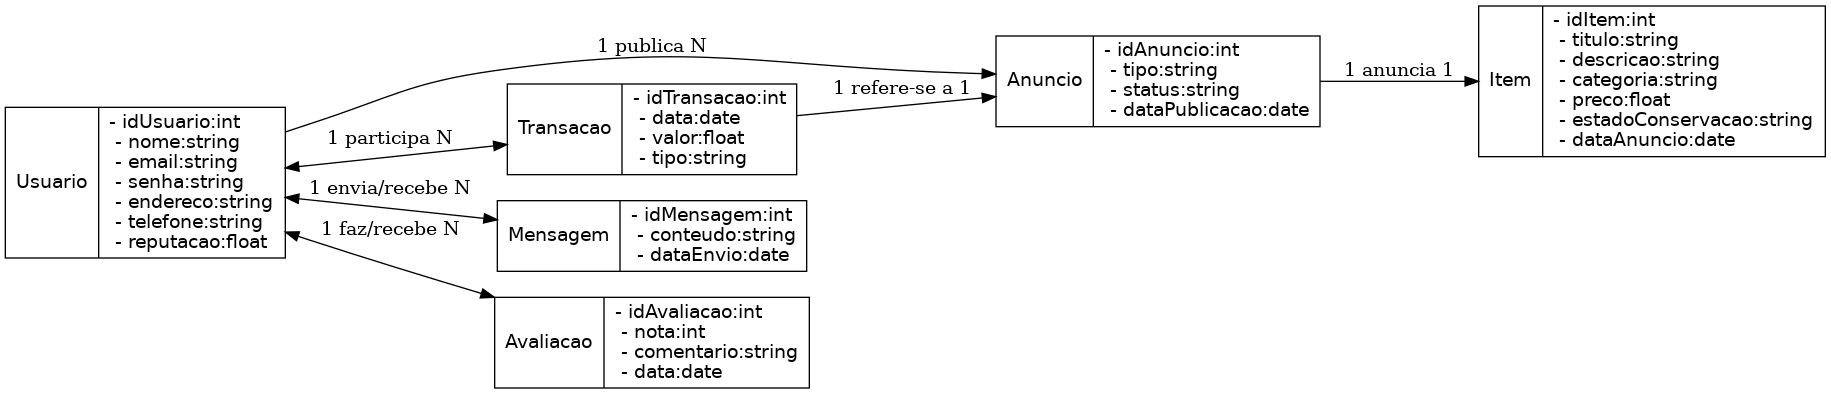 Usuario
- idUsuario:int
- nome:string
- email:string
- senha:string
- endereco:string
- telefone:string
- reputacao:float
1 publica N
1 participa N
1 envia/recebe N
1 faz/recebe N
Transacao
- idTransacao:int
- data:date
- valor:float
- tipo:string
Mensagem
- idMensagem:int
- conteudo:string
- dataEnvio:date
Avaliacao
- idAvaliacao:int
- nota:int
- comentario:string
- data:date
1 refere-se a 1
Anuncio
- idAnuncio:int
- tipo:string
- status:string
- dataPublicacao:date
1 anuncia 1
Item
- idItem:int
- titulo:string
- descricao:string
- categoria:string
- preco:float
- estadoConservacao:string
- dataAnuncio:date